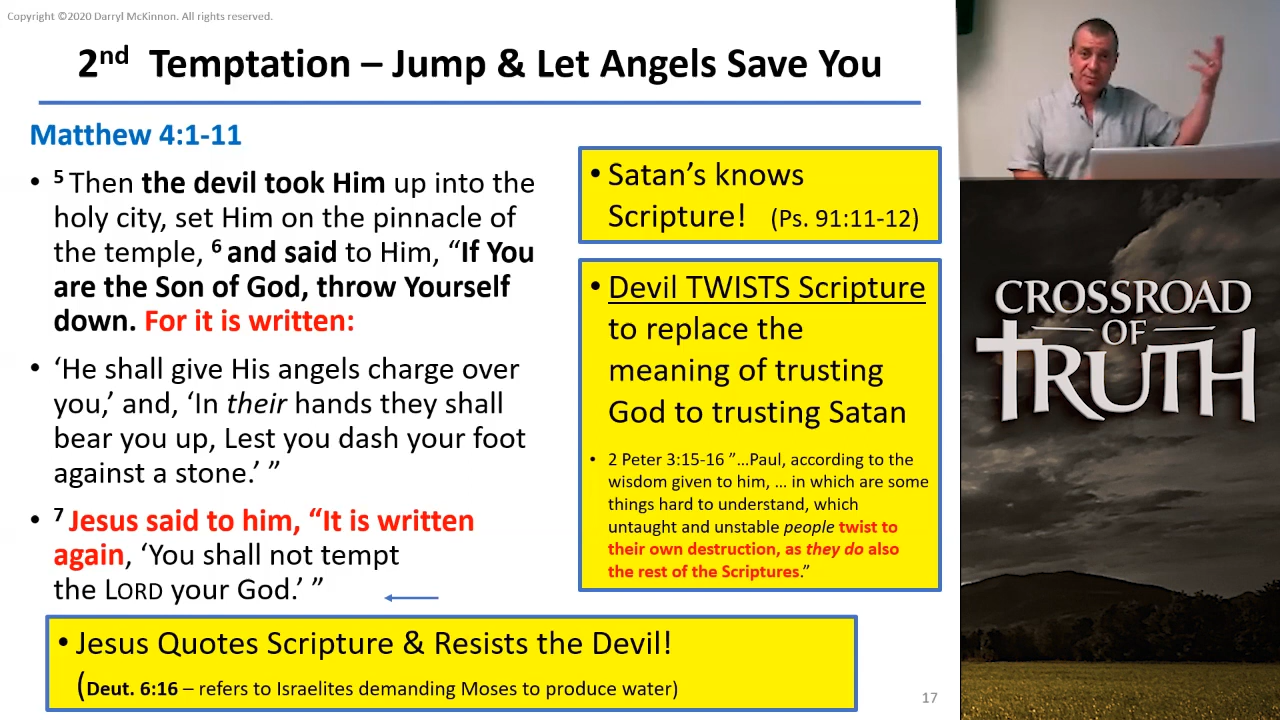 Copyright ©2020 Darryl McKinnon. All rights reserved.
2nd Temptation – Jump & Let Angels Save You
Matthew 4:1-11
• 5 Then the devil took Him up into the
holy city, set Him on the pinnacle of
the temple, 6 and said to Him, “If You
are the Son of God, throw Yourself
down. For it is written:
• ‘He shall give His angels charge over
you,’ and, ‘In their hands they shall
bear you up, Lest you dash your foot
against a stone.’ ”
• 7 Jesus said to him, “It is written
again, ‘You shall not tempt
the LORD your God.’ ”
• Satan’s knows
Scripture! (Ps. 91:11-12)
• Devil TWISTS Scripture
to replace the
meaning of trusting
God to trusting Satan
• 2 Peter 3:15-16 ”…Paul, according to the
wisdom given to him, … in which are some
things hard to understand, which
untaught and unstable people twist to
their own destruction, as they do also
the rest of the Scriptures.”
• Jesus Quotes Scripture & Resists the Devil!
(Deut. 6:16 – refers to Israelites demanding Moses to produce water)
17
CROSSROAD
OF
TRUTH